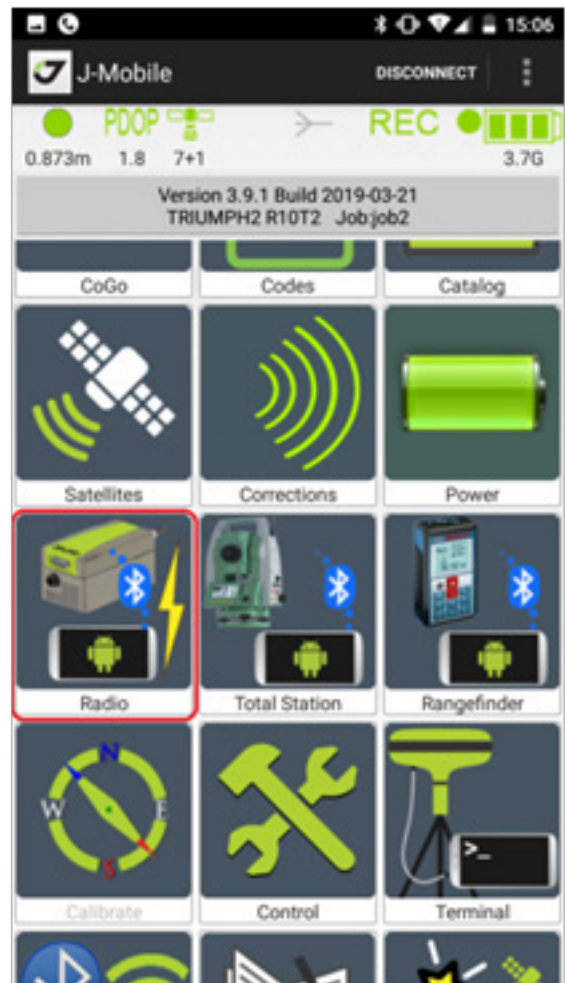 15:06
J-Mobile
DISCONNECT
PDOP
REC
0.873m 1.8 7+1 3.7G
Version 3.9.1 Build 2019-03-21
TRIUMPH2 R10T2 Job:job2
CoGo Codes Catalog
Satellites Corrections Power
Radio Total Station Rangefinder
N
W E
S
Calibrate Control Terminal
>_